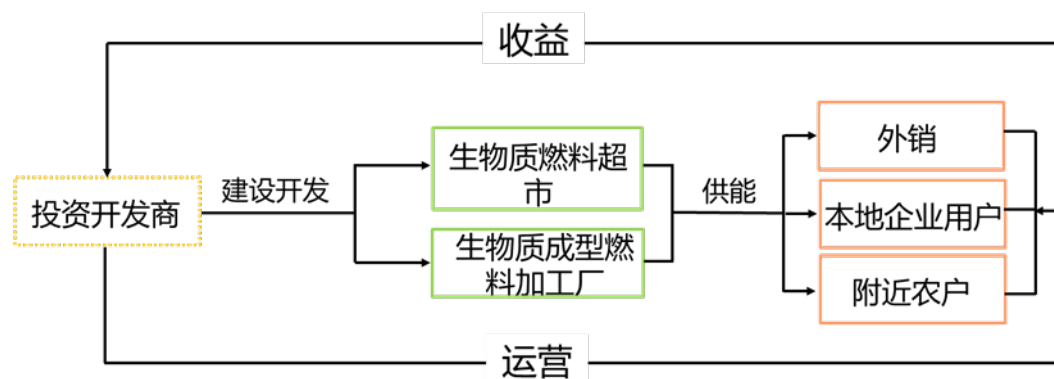 收益
投资开发商
建设开发
生物质燃料超
市
生物质成型燃
料加工厂
供能
外销
本地企业用户
附近农户
运营